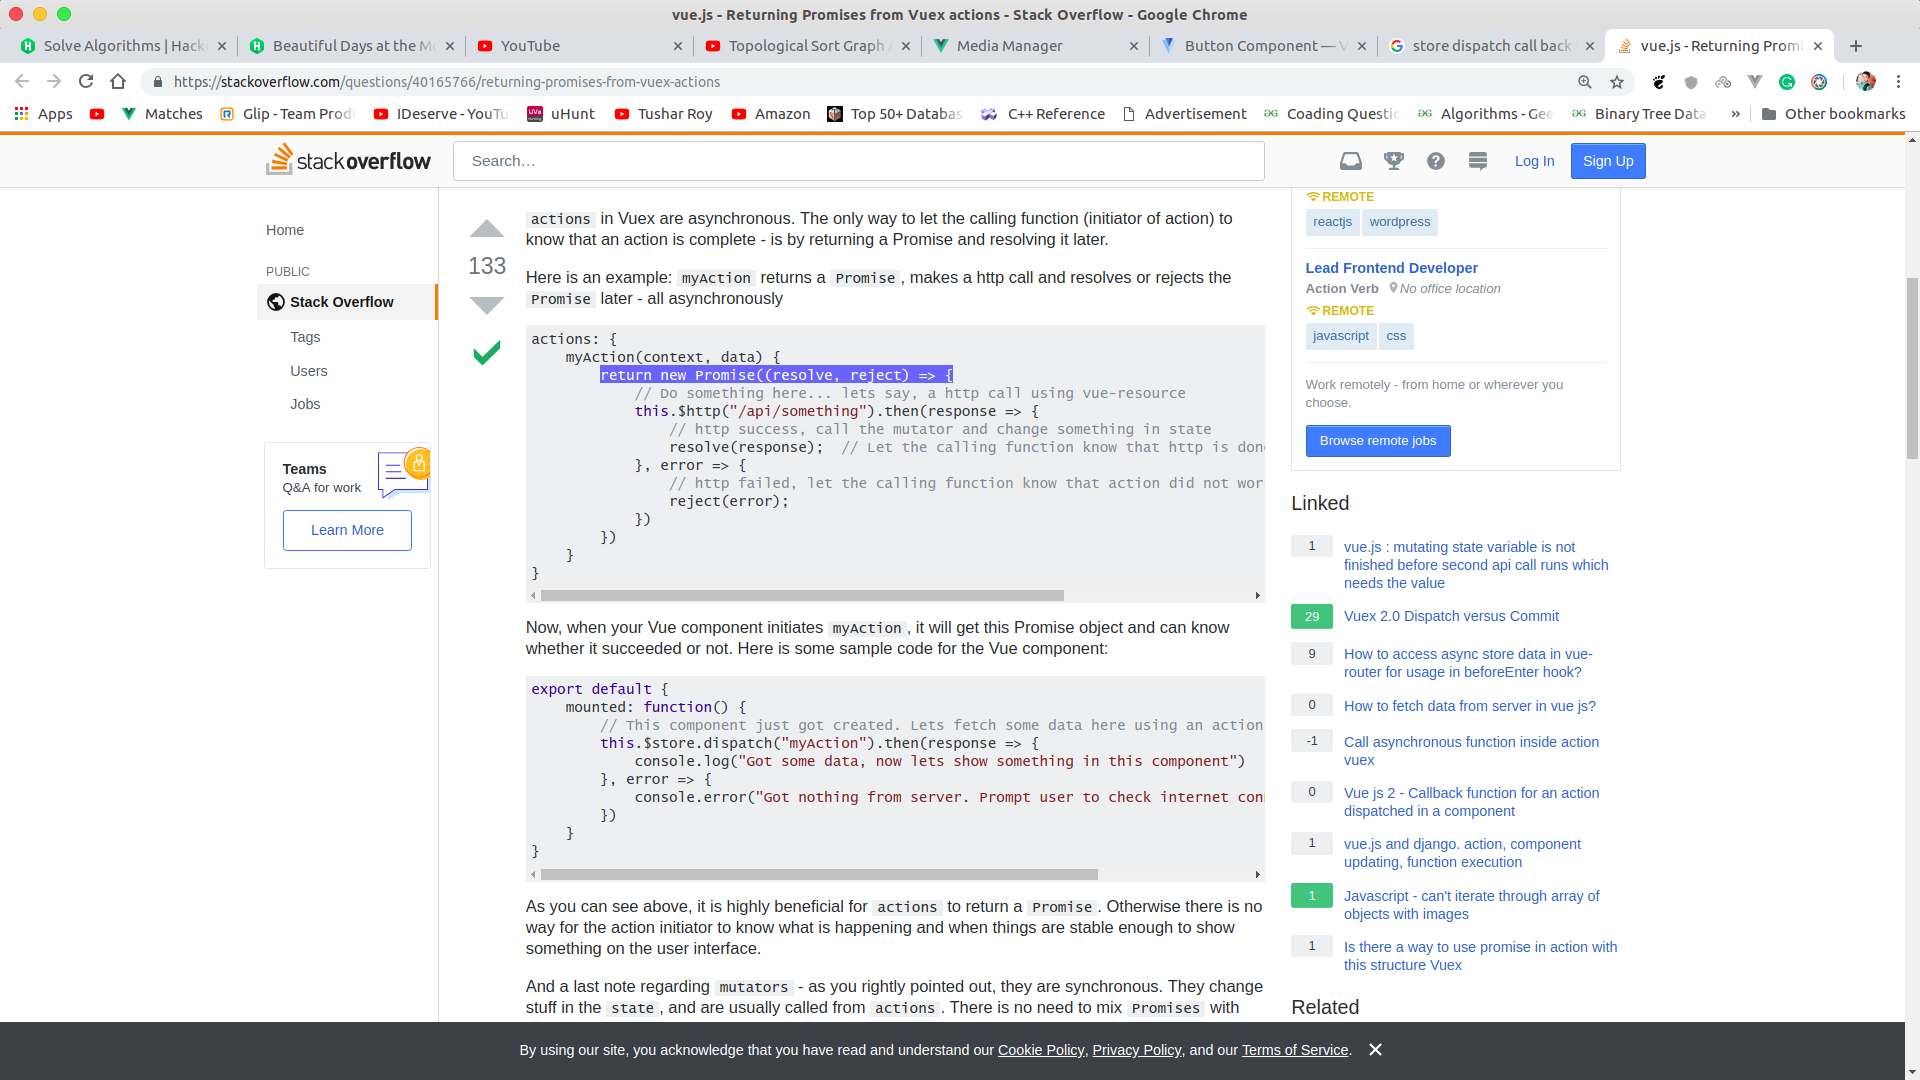 vue.js - Returning Promises from Vuex actions - Stack Overflow - Google Chrome
Solve Algorithms | Hack
Beautiful Days at the M
YouTube
Topological Sort Graph
Media Manager
Button Component — V
store dispatch call back
vue.js - Returning Promi
https://stackoverflow.com/questions/40165766/returning-promises-from-vuex-actions
Apps
Matches
Glip - Team Prod
IDeserve - YouTu
uHunt
Tushar Roy
Amazon
Top 50+ Databas
C++ Reference
Advertisement
Coading Questic
Algorithms - Gee
Binary Tree Data
»
Other bookmarks
stackoverflow
Search…
Log In
Sign Up
Home
PUBLIC
Stack Overflow
Tags
Users
Jobs
Teams
Q&A for work
Learn More
133
actions in Vuex are asynchronous. The only way to let the calling function (initiator of action) to
know that an action is complete - is by returning a Promise and resolving it later.
Here is an example: myAction returns a Promise, makes a http call and resolves or rejects the
Promise later - all asynchronously
actions: {
    myAction(context, data) {
        return new Promise((resolve, reject) => {
            // Do something here... lets say, a http call using vue-resource
            this.$http("/api/something").then(response => {
                // http success, call the mutator and change something in state
                resolve(response);  // Let the calling function know that http is don
            }, error => {
                // http failed, let the calling function know that action did not wor
                reject(error);
            })
        })
    }
}
Now, when your Vue component initiates myAction, it will get this Promise object and can know
whether it succeeded or not. Here is some sample code for the Vue component:
export default {
    mounted: function() {
        // This component just got created. Lets fetch some data here using an action
        this.$store.dispatch("myAction").then(response => {
            console.log("Got some data, now lets show something in this component")
        }, error => {
            console.error("Got nothing from server. Prompt user to check internet con
        })
    }
}
As you can see above, it is highly beneficial for actions to return a Promise. Otherwise there is no
way for the action initiator to know what is happening and when things are stable enough to show
something on the user interface.
And a last note regarding mutators - as you rightly pointed out, they are synchronous. They change
stuff in the state, and are usually called from actions. There is no need to mix Promises with
REMOTE
reactjs
wordpress
Lead Frontend Developer
Action Verb
No office location
REMOTE
javascript
css
Work remotely - from home or wherever you
choose.
Browse remote jobs
Linked
1
vue.js : mutating state variable is not
finished before second api call runs which
needs the value
29
Vuex 2.0 Dispatch versus Commit
9
How to access async store data in vue-
router for usage in beforeEnter hook?
0
How to fetch data from server in vue js?
-1
Call asynchronous function inside action
vuex
0
Vue js 2 - Callback function for an action
dispatched in a component
1
vue.js and django. action, component
updating, function execution
1
Javascript - can't iterate through array of
objects with images
1
Is there a way to use promise in action with
this structure Vuex
Related
By using our site, you acknowledge that you have read and understand our Cookie Policy, Privacy Policy, and our Terms of Service.